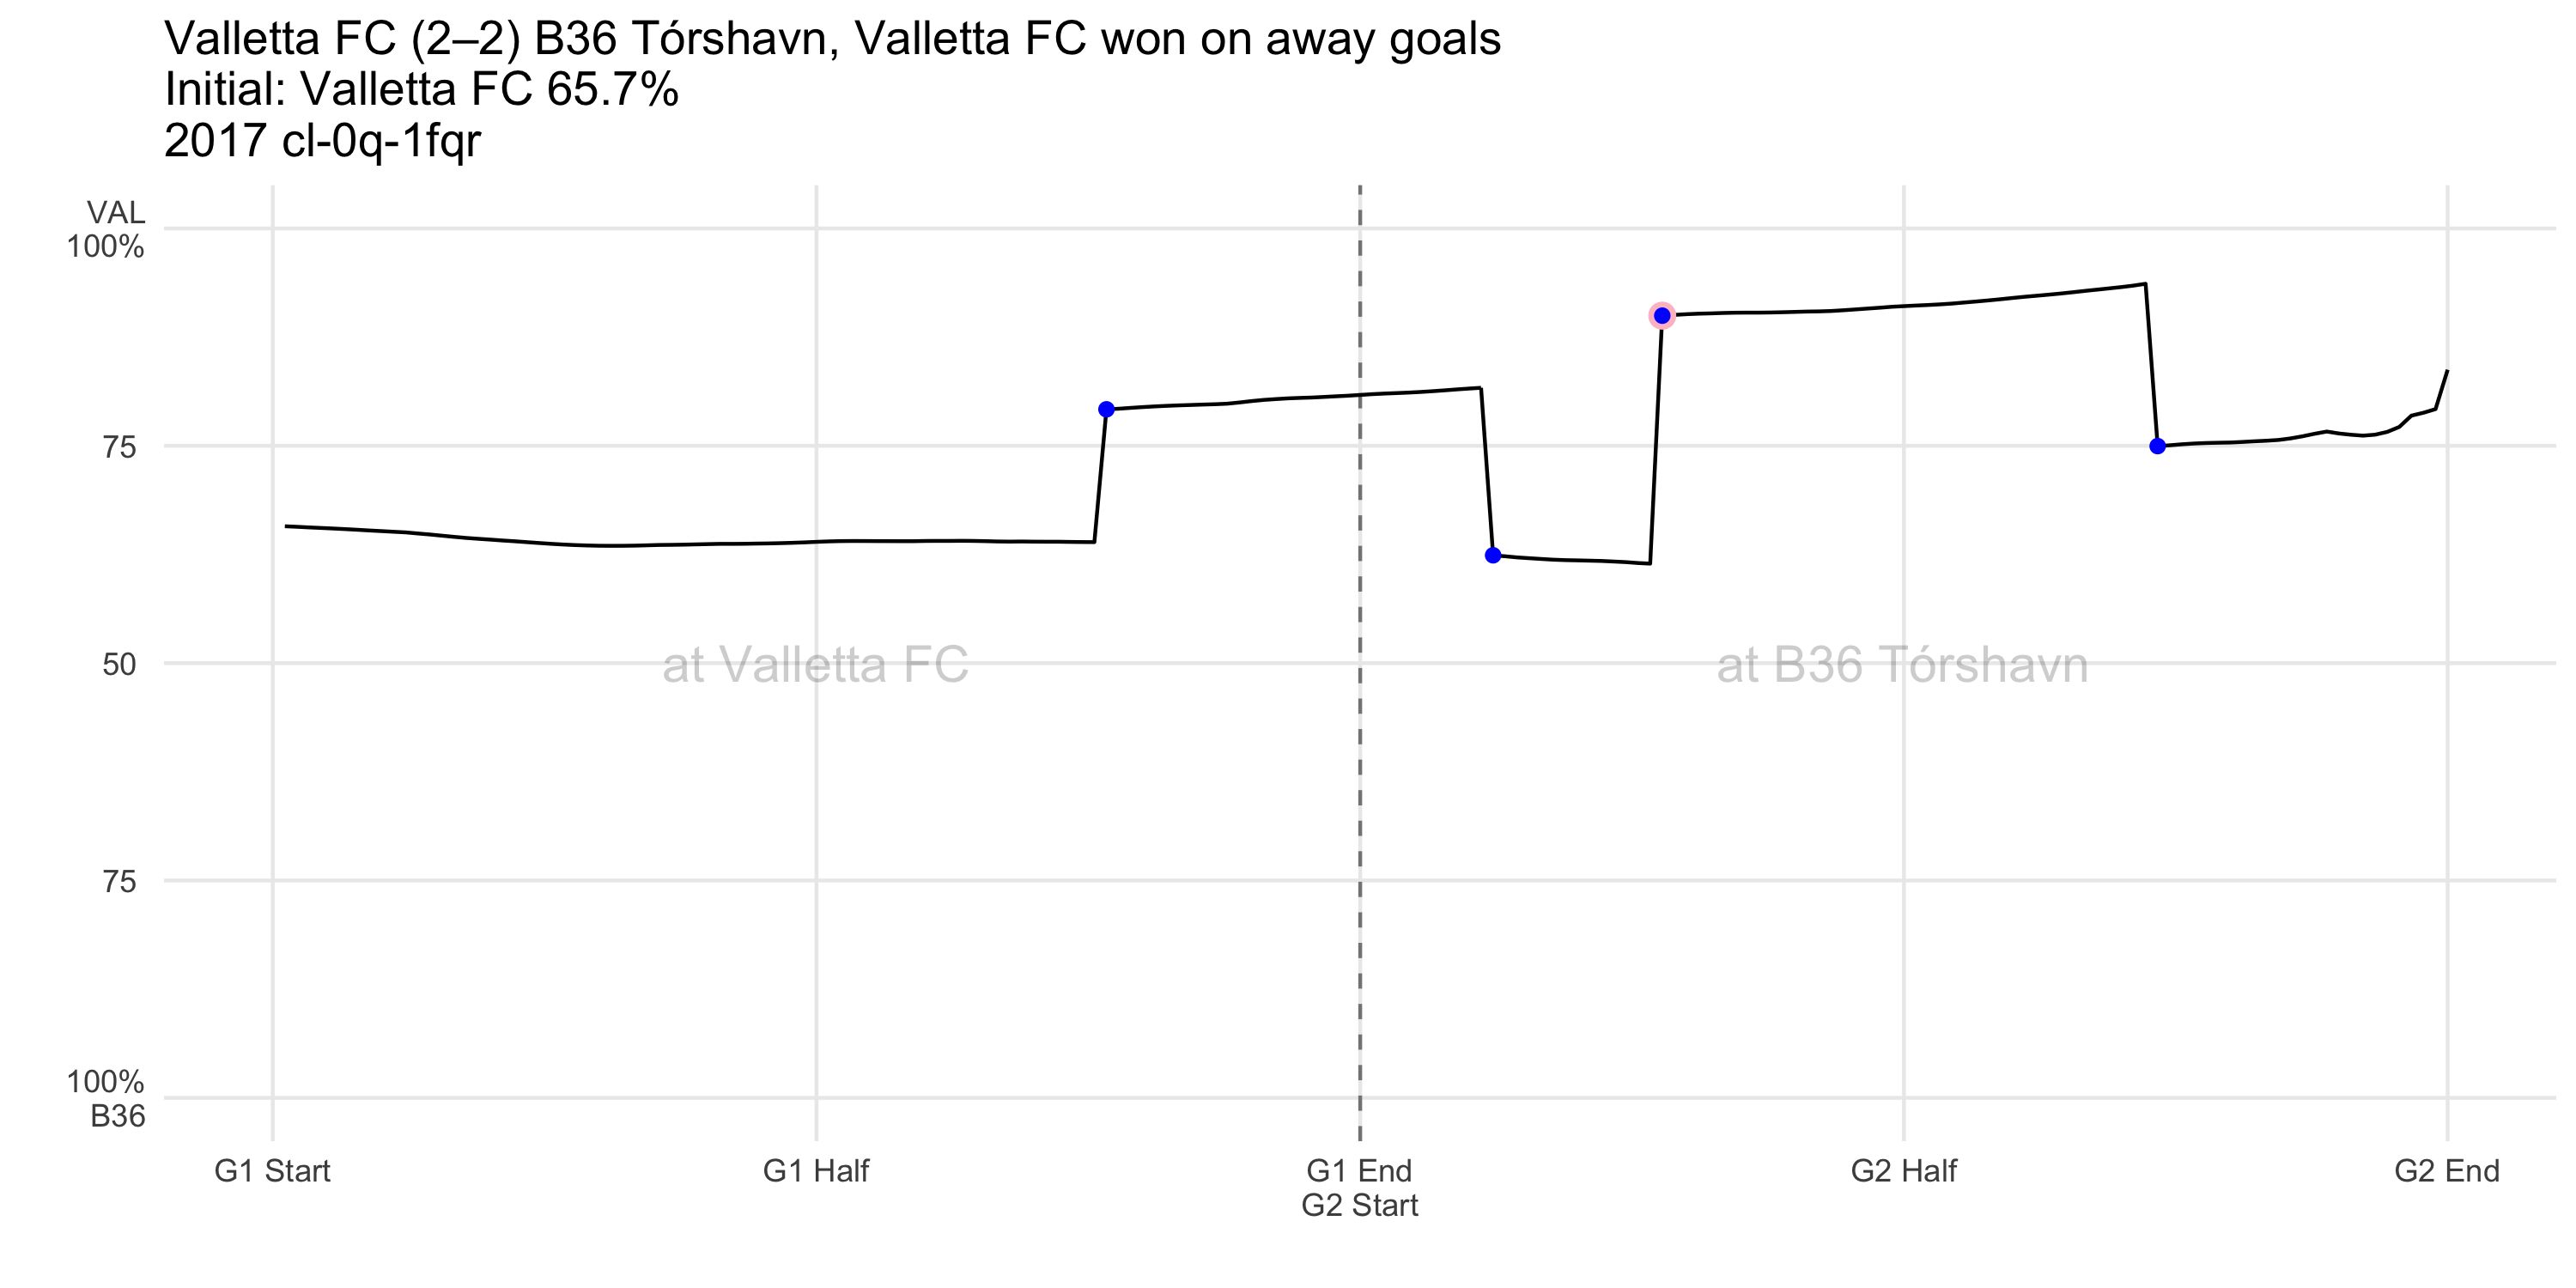 Valletta FC (2–2) B36 Tórshavn, Valletta FC won on away goals
Initial: Valletta FC 65.7%
2017 cl-0q-1fqr
VAL
100%
75
50
75
100%
B36
at Valletta FC
at B36 Tórshavn
G1 Start
G1 Half
G1 End
G2 Start
G2 Half
G2 End